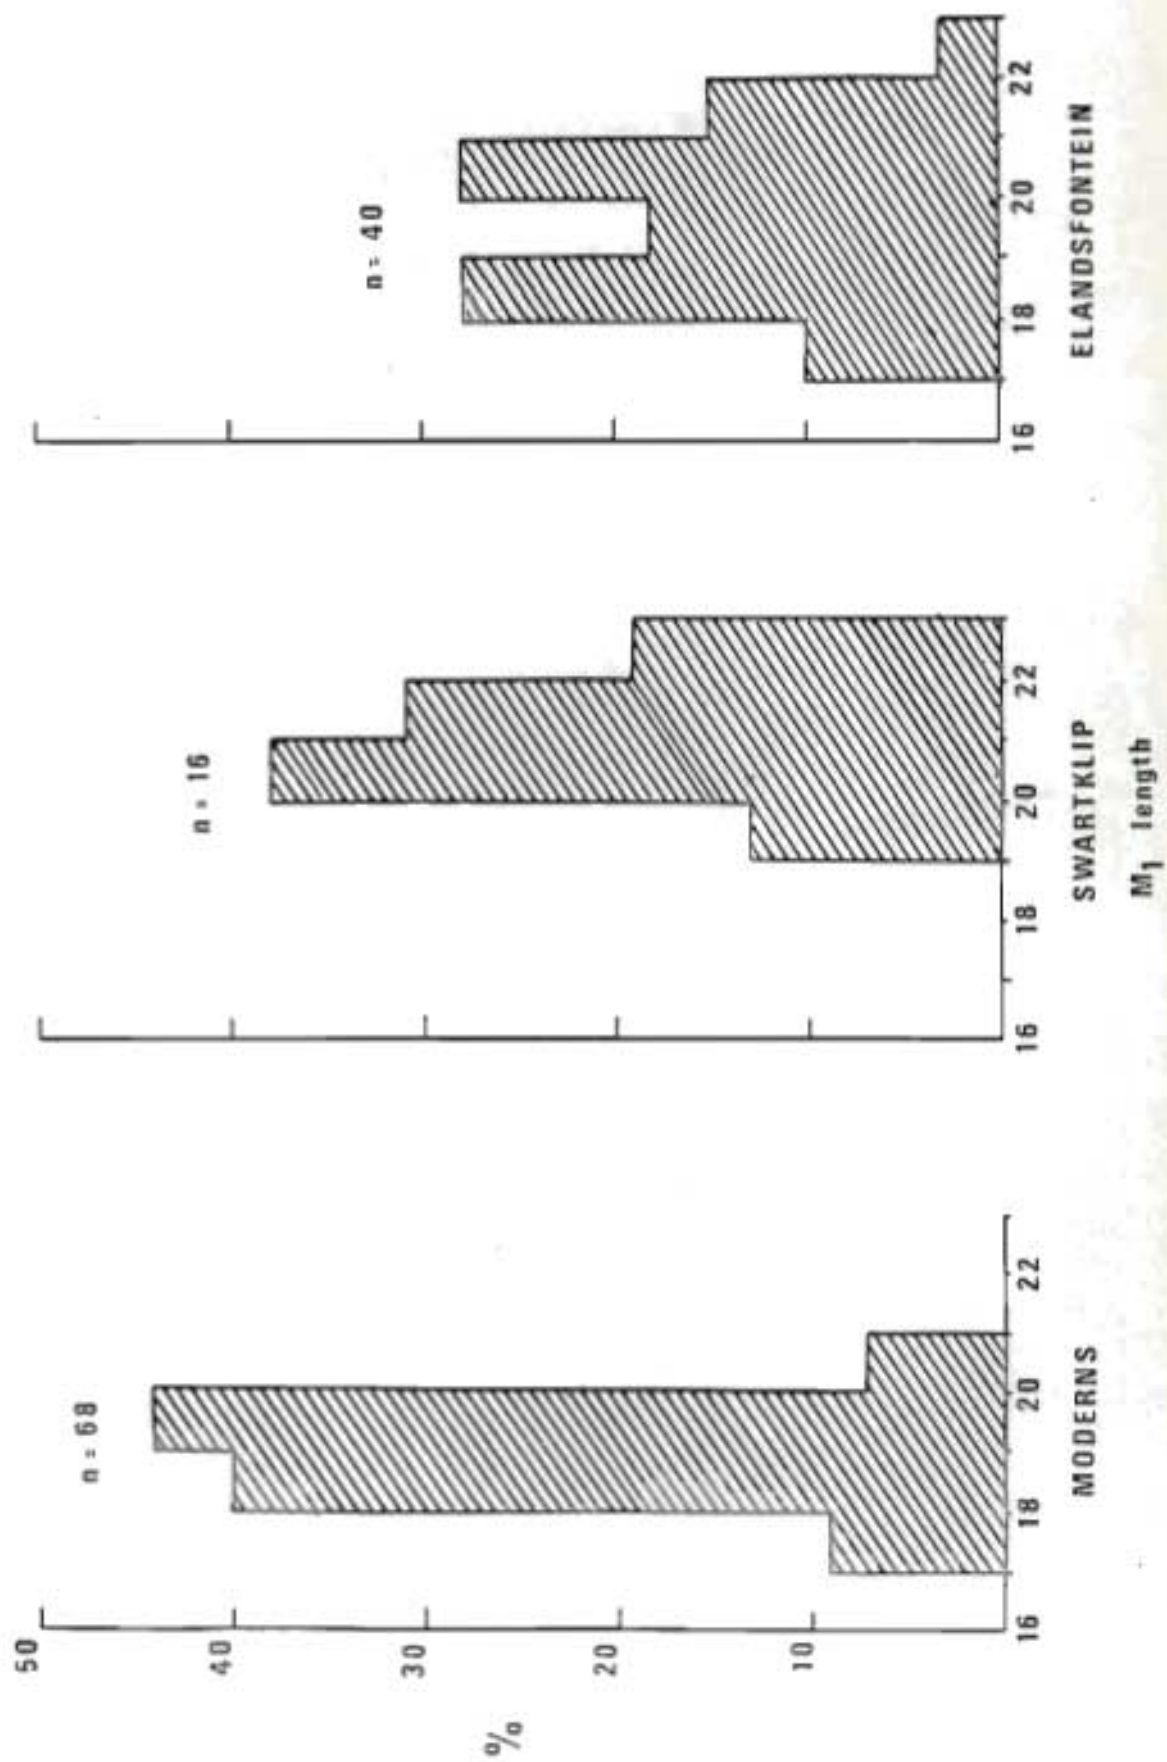 %
50
40
30
20
10
n = 68
16 18 20 22
MODERNS
n = 16
16 18 20 22
SWARTKLIP
n = 40
16 18 20 22
ELANDSFONTEIN
M1 length